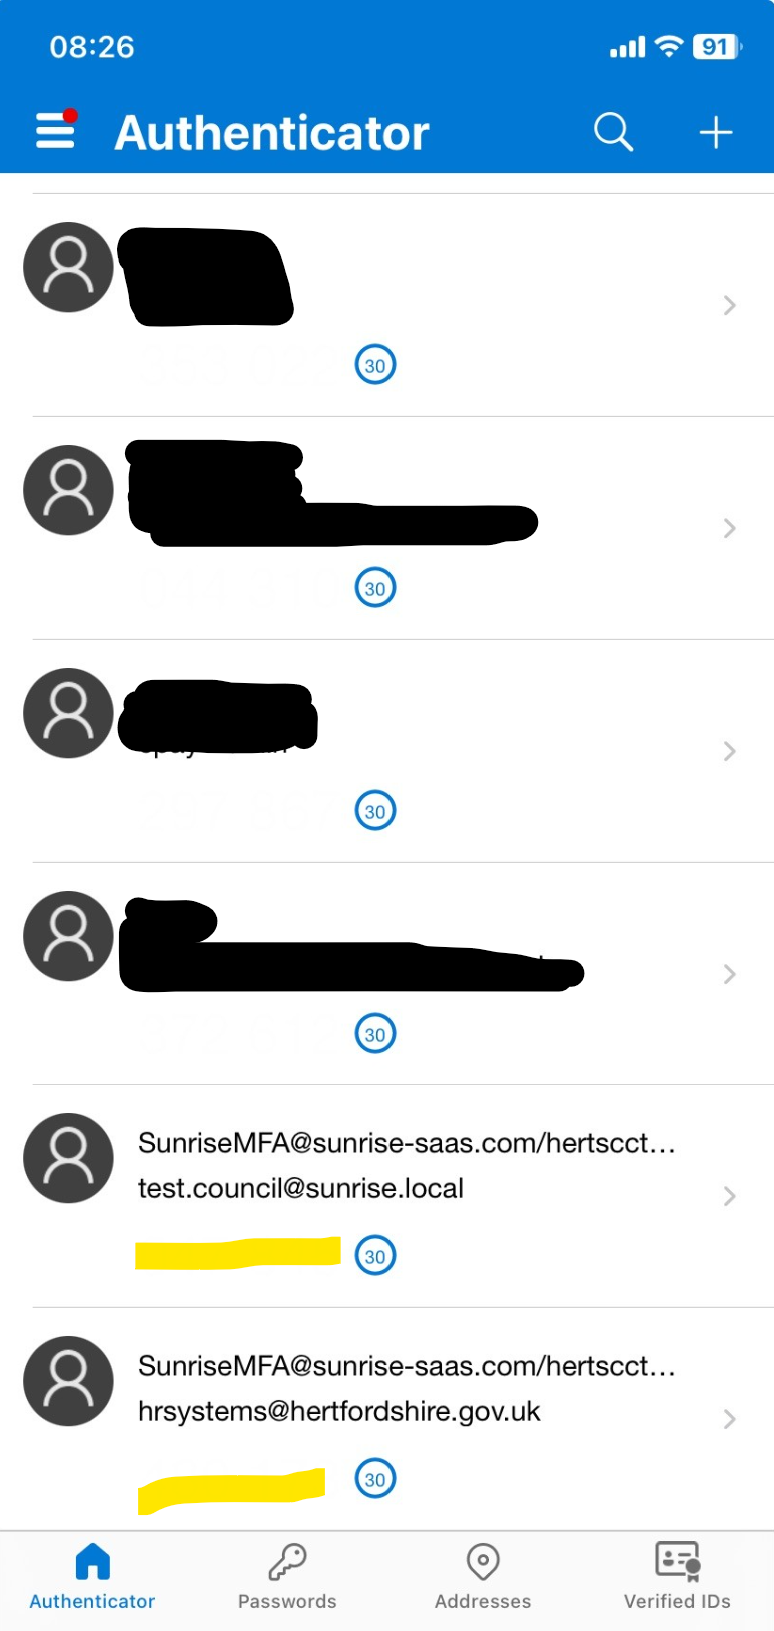 08:26
91
Authenticator
30
30
30
30
SunriseMFA@sunrise-saas.com/hertscct...
test.council@sunrise.local
30
SunriseMFA@sunrise-saas.com/hertscct...
hrsystems@hertfordshire.gov.uk
30
Authenticator
Passwords
Addresses
Verified IDs